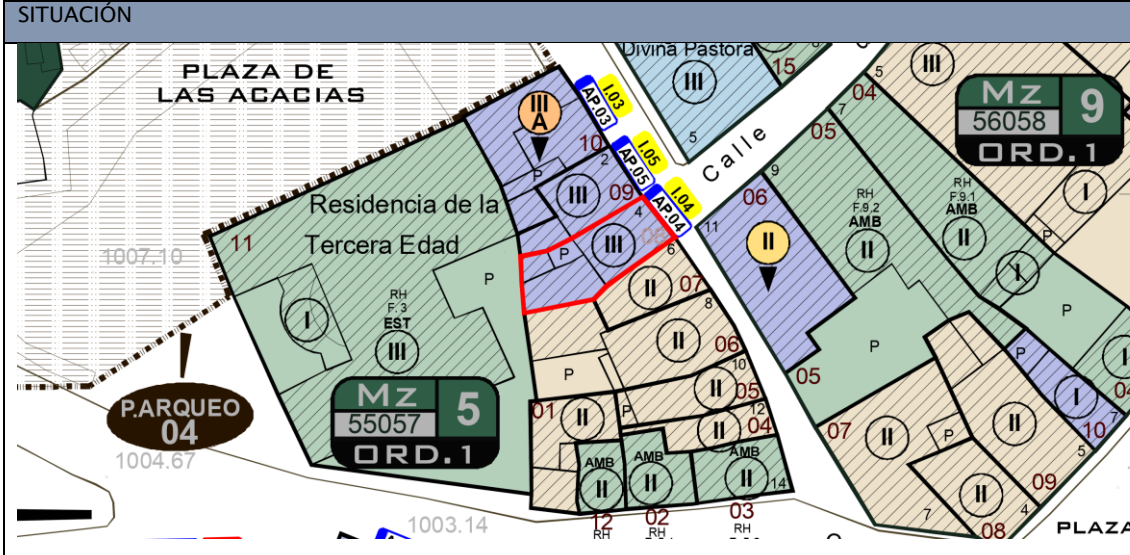 SITUACIÓN
PLAZA DE
LAS ACACIAS
Divina Pastora
III
5
15
Calle
I.03
AP.03
I.05
AP.05
I.04
AP.04
III
A
P
10
2
III
09
4
III
P
6
II
07
8
II
06
10
II
05
12
II
04
P
P
01
II
AMB
II
12
RH
AMB
II
02
RH
AMB
II
14
03
RH
11
Residencia de la
Tercera Edad
1007.10
I
RH
F. 3
EST
III
P
Mz
55057
5
ORD.1
P.ARQUEO
04
1004.67
1003.14
5
III
04
7
05
9
06
11
II
RH
F.9.2
AMB
II
RH
F.9.1
AMB
II
I
P
I
Mz
56058
9
ORD.1
P
P
05
07
II
P
II
5
09
II
7
4
08
P
I
7
10
I
04
PLAZA